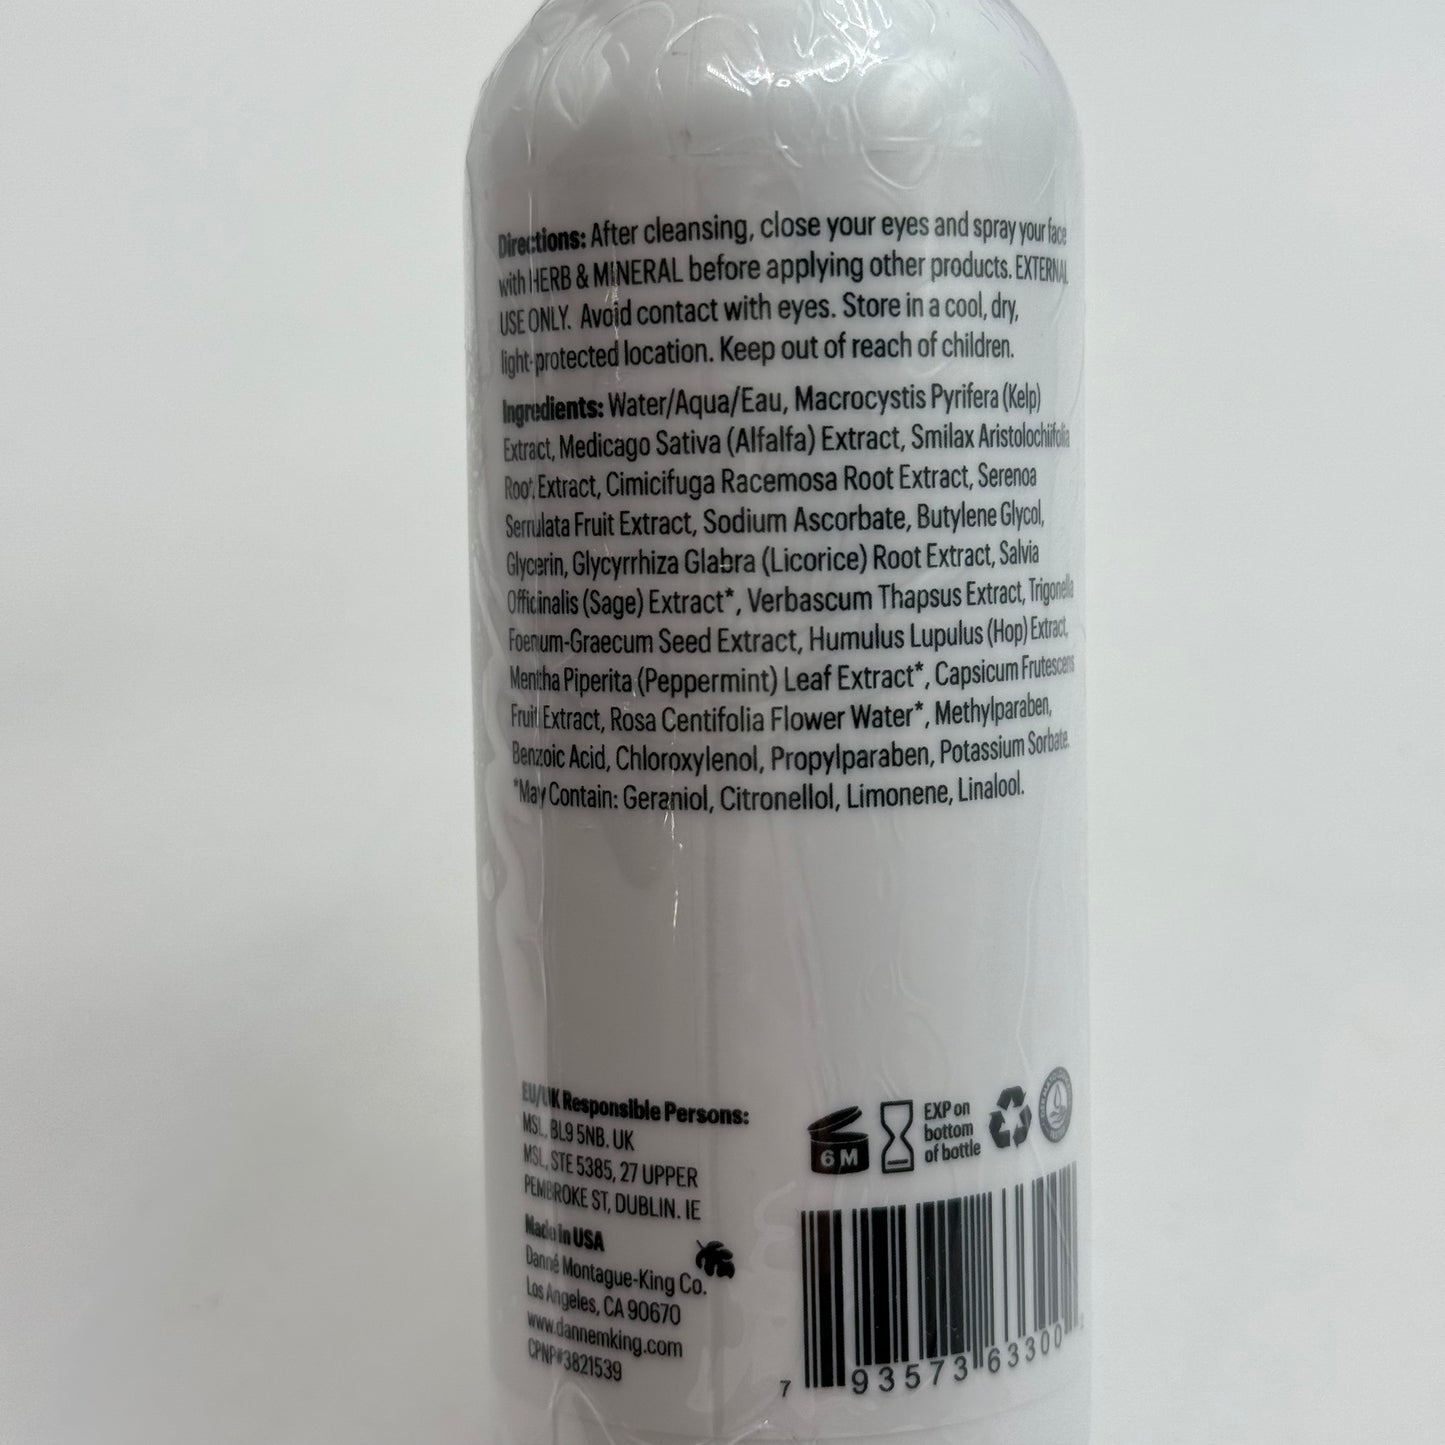 Directions: After cleansing, close your eyes and spray your face
with HERB & MINERAL before applying other products. EXTERNAL
USE ONLY. Avoid contact with eyes. Store in a cool, dry,
light-protected location. Keep out of reach of children.
Ingredients: Water/Aqua/Eau, Macrocystis Pyrifera (Kelp)
Extract, Medicago Sativa (Alfalfa) Extract, Smilax Aristolochiifolia
Root Extract, Cimicifuga Racemosa Root Extract, Serenoa
Serrulata Fruit Extract, Sodium Ascorbate, Butylene Glycol,
Glycerin, Glycyrrhiza Glabra (Licorice) Root Extract, Salvia
Officinalis (Sage) Extract*, Verbascum Thapsus Extract, Trigonella
Foenum-Graecum Seed Extract, Humulus Lupulus (Hop) Extract,
Mentha Piperita (Peppermint) Leaf Extract*, Capsicum Frutescens
Fruit Extract, Rosa Centifolia Flower Water*, Methylparaben,
Benzoic Acid, Chloroxylenol, Propylparaben, Potassium Sorbate.
*May Contain: Geraniol, Citronellol, Limonene, Linalool.
EU/UK Responsible Persons:
MSL, BL9 5NB. UK
MSL, STE 5385, 27 UPPER
PEMBROKE ST, DUBLIN. IE
Made in USA
Danné Montague-King Co.
Los Angeles, CA 90670
www.dannemking.com
CPNP#3821539
6 M
EXP on
bottom
of bottle
7 93573 63300